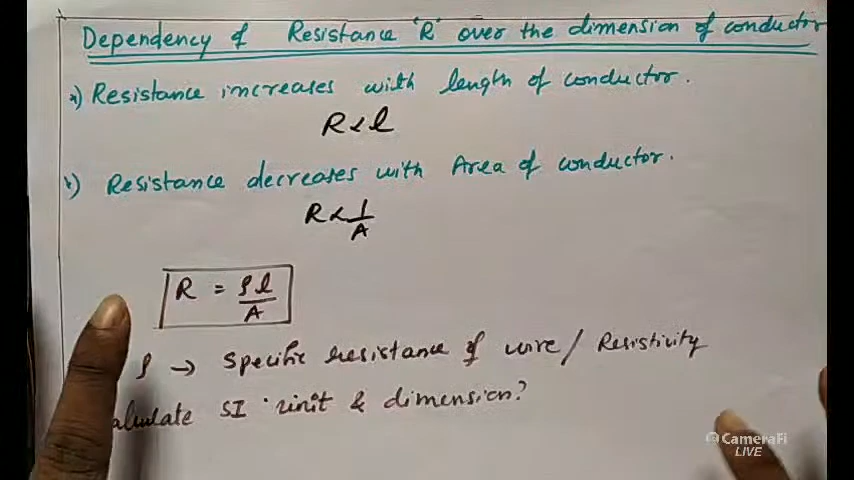 Dependency of Resistance 'R' over the dimension of conductor
*) Resistance increases with length of conductor.
R ∝ l
*) Resistance decreases with Area of conductor.
R ∝ 1/A
R = ρl/A
ρ → Specific resistance of wire / Resistivity
alculate SI unit & dimension?
CameraFi
LIVE